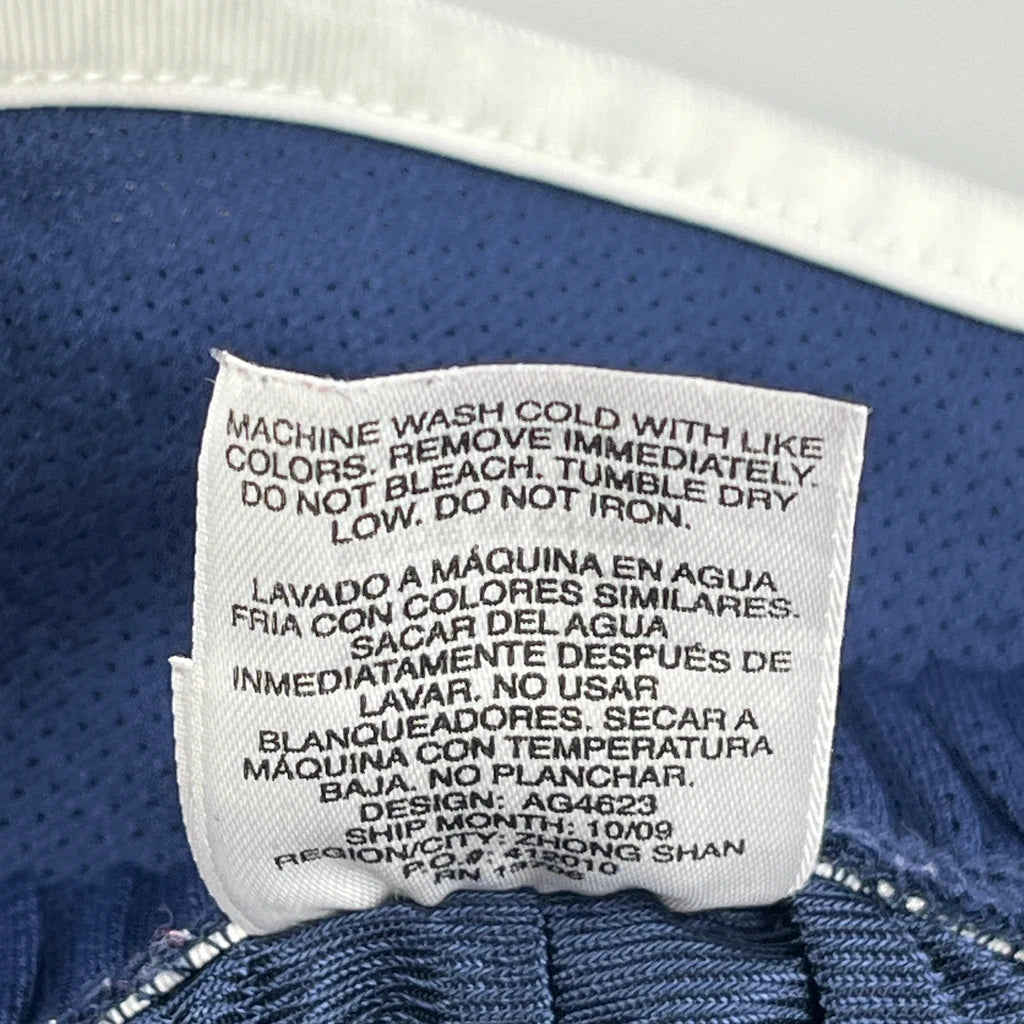 MACHINE WASH COLD WITH LIKE
COLORS. REMOVE IMMEDIATELY.
DO NOT BLEACH. TUMBLE DRY
LOW. DO NOT IRON.
LAVADO A MÁQUINA EN AGUA
FRIA CON COLORES SIMILARES.
SACAR DEL AGUA
INMEDIATAMENTE DESPUÉS DE
LAVAR. NO USAR
BLANQUEADORES. SECAR A
MÁQUINA CON TEMPERATURA
BAJA. NO PLANCHAR.
DESIGN: AG4623
SHIP MONTH: 10/09
REGION/CITY: ZHONG SHAN
P.O.#: 412010
RN